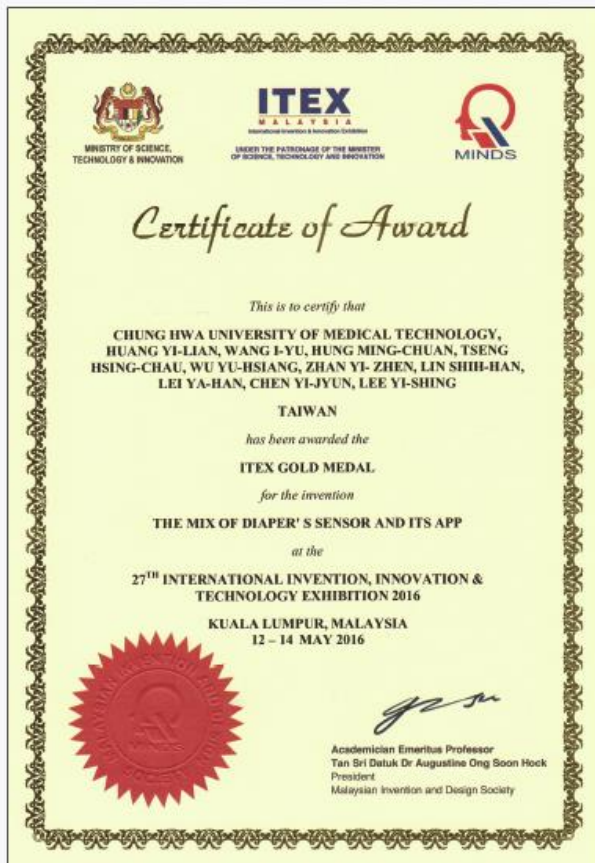 MINISTRY OF SCIENCE,
TECHNOLOGY & INNOVATION
ITEX
MALAYSIA
International Invention & Innovation Exhibition
UNDER THE PATRONAGE OF THE MINISTER
OF SCIENCE, TECHNOLOGY AND INNOVATION
MINDS
Certificate of Award
This is to certify that
CHUNG HWA UNIVERSITY OF MEDICAL TECHNOLOGY,
HUANG YI-LIAN, WANG I-YU, HUNG MING-CHUAN, TSENG
HSING-CHAU, WU YU-HSIANG, ZHAN YI- ZHEN, LIN SHIH-HAN,
LEI YA-HAN, CHEN YI-JYUN, LEE YI-SHING
TAIWAN
has been awarded the
ITEX GOLD MEDAL
for the invention
THE MIX OF DIAPER' S SENSOR AND ITS APP
at the
27TH INTERNATIONAL INVENTION, INNOVATION &
TECHNOLOGY EXHIBITION 2016
KUALA LUMPUR, MALAYSIA
12 – 14 MAY 2016
MINDS
SOCIETY
Academician Emeritus Professor
Tan Sri Datuk Dr Augustine Ong Soon Hock
President
Malaysian Invention and Design Society